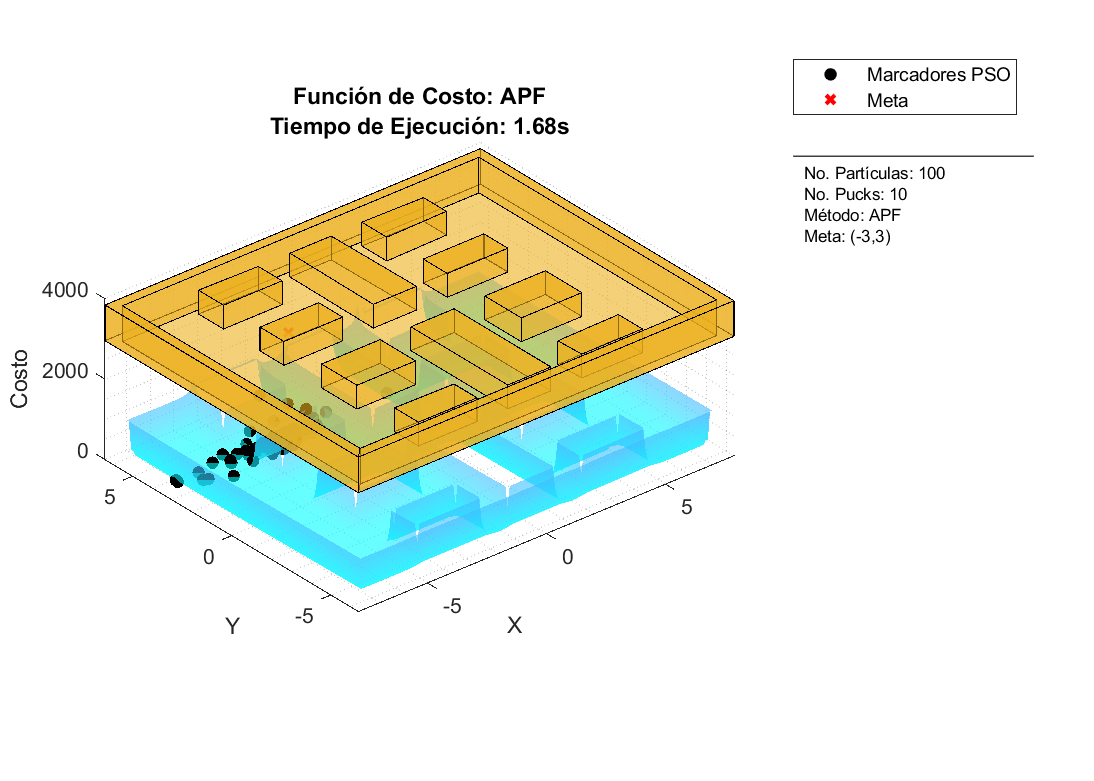 Función de Costo: APF
Tiempo de Ejecución: 1.68s
Marcadores PSO
Meta
No. Partículas: 100
No. Pucks: 10
Método: APF
Meta: (-3,3)
4000
2000
0
Costo
5
0
-5
Y
-5
0
5
X